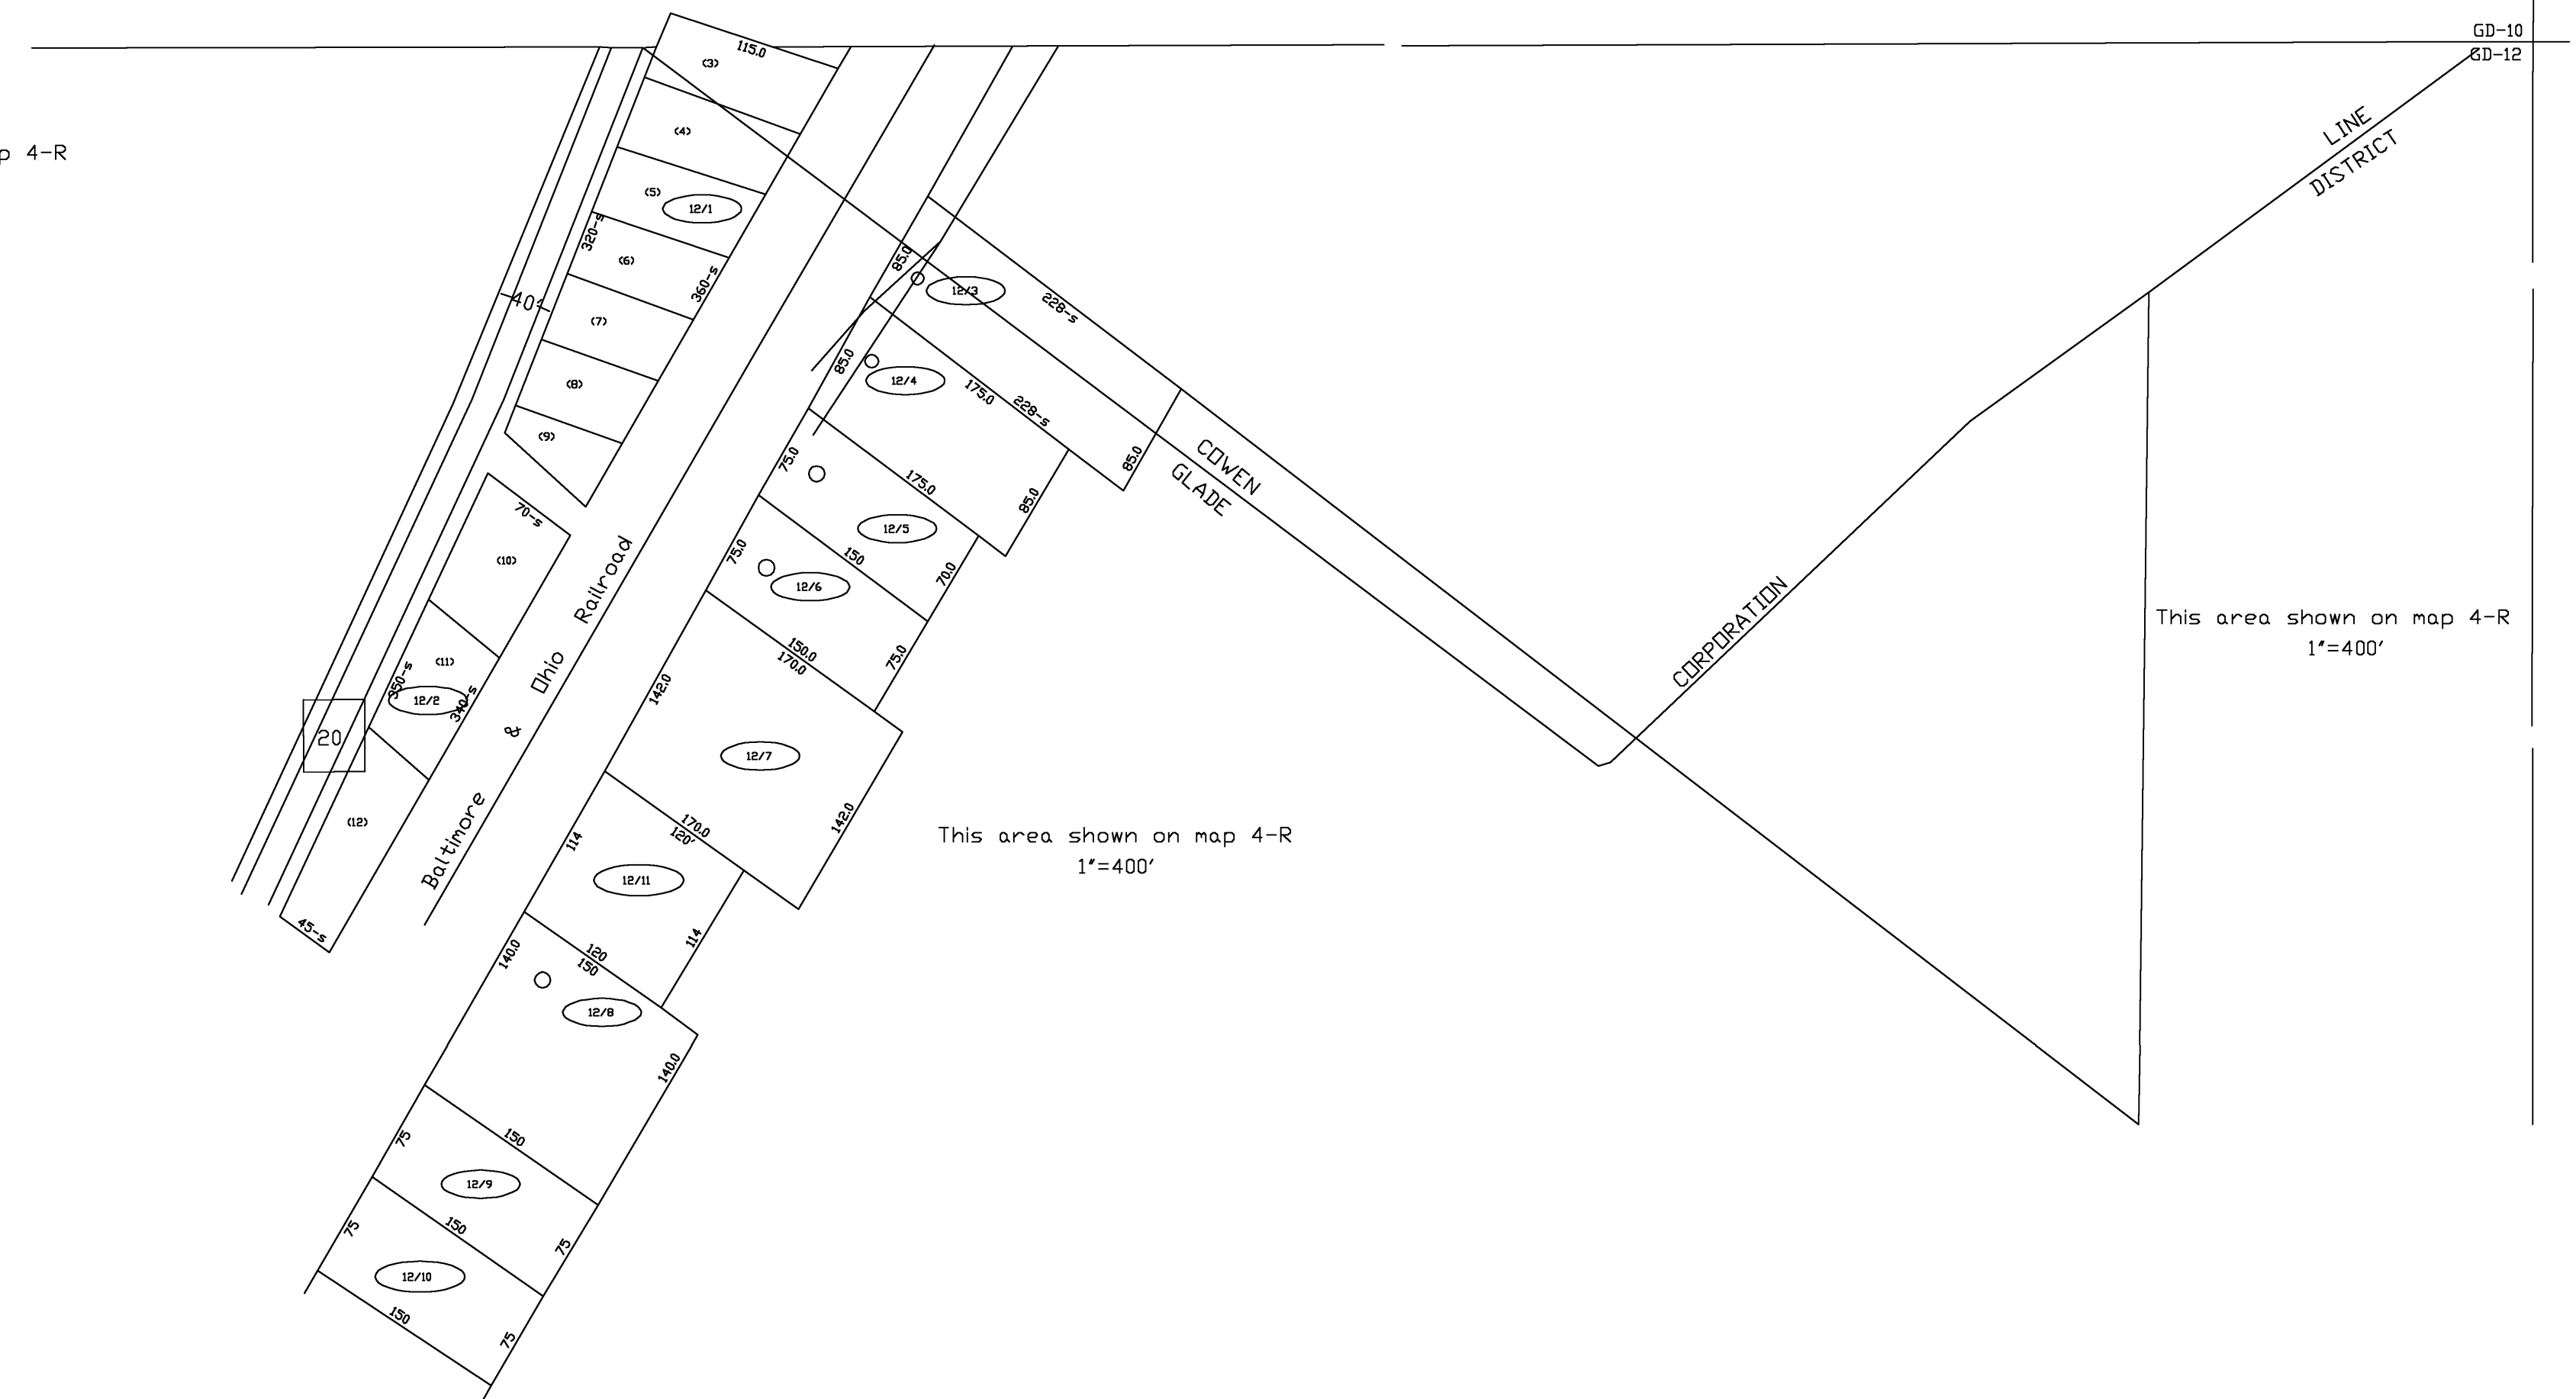 GD-10
GD-12
p 4-R
LINE
DISTRICT
115.0
(3)
(4)
(5)
12/1
320-s
(6)
360-s
40'
(7)
(8)
(9)
85.0
12/3
228-s
85.0
12/4
175.0
228-s
85.0
COWEN
GLADE
75.0
175.0
85.0
70-s
12/5
150
70.0
(10)
75.0
12/6
Baltimore & Ohio Railroad
150.0
170.0
75.0
CORPORATION
This area shown on map 4-R
1"=400'
(11)
350-s
12/2
340-s
142.0
20
12/7
142.0
(12)
170.0
120'
114
This area shown on map 4-R
1"=400'
12/11
45-s
114
140.0
120
150
12/8
140.0
75
150
12/9
75
150
75
12/10
150
75